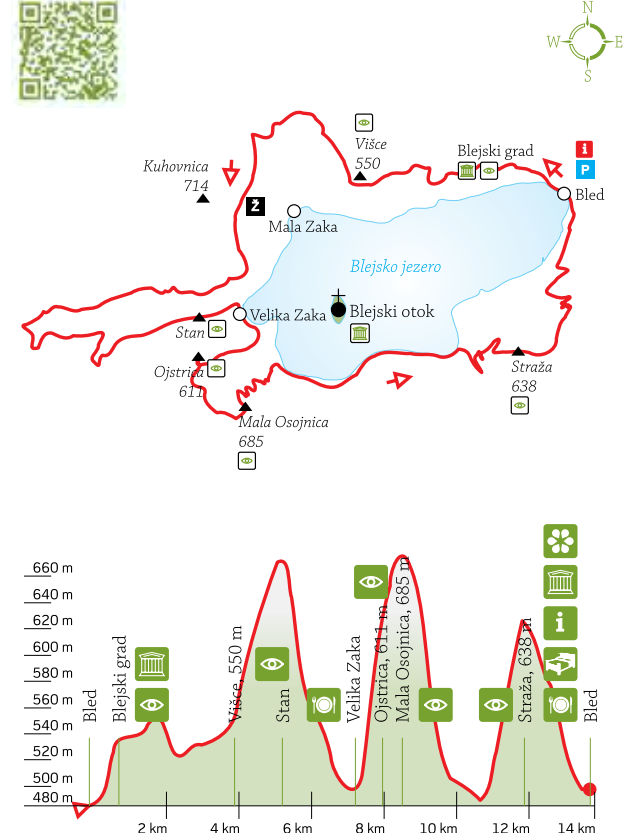 N
W
E
S
Višce
550
Blejski grad
i
P
Kuhovnica
714
Bled
Ž
Mala Zaka
Blejsko jezero
Velika Zaka
Blejski otok
Stan
Ojstrica
611
Straža
638
Mala Osojnica
685
660 m
640 m
620 m
600 m
580 m
560 m
540 m
520 m
500 m
480 m
Bled
Blejski grad
Višce, 550 m
Stan
Velika Zaka
Ojstrica, 611 m
Mala Osojnica, 685 m
Straža, 638 m
i
Bled
2 km
4 km
6 km
8 km
10 km
12 km
14 km